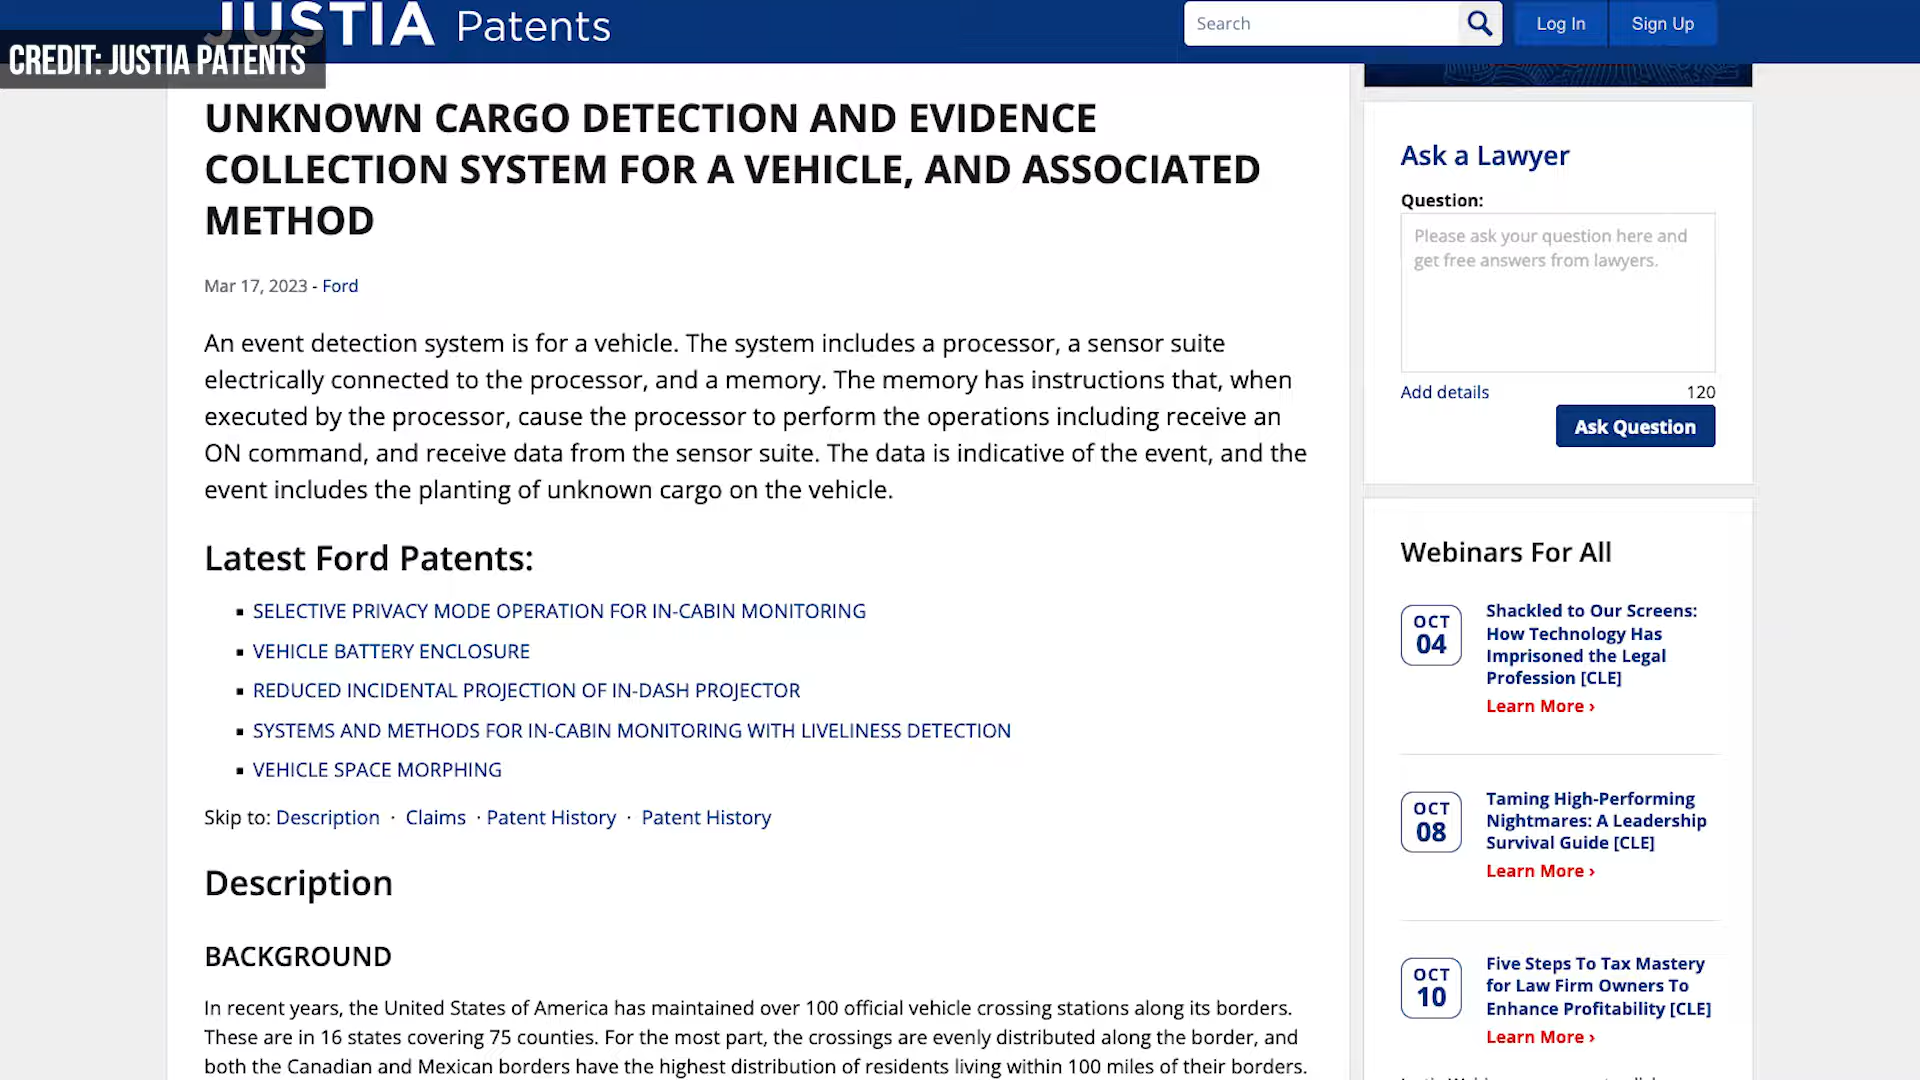 JUSTIA Patents
Search
Log In
Sign Up
CREDIT: JUSTIA PATENTS
UNKNOWN CARGO DETECTION AND EVIDENCE
COLLECTION SYSTEM FOR A VEHICLE, AND ASSOCIATED
METHOD
Mar 17, 2023 - Ford
An event detection system is for a vehicle. The system includes a processor, a sensor suite
electrically connected to the processor, and a memory. The memory has instructions that, when
executed by the processor, cause the processor to perform the operations including receive an
ON command, and receive data from the sensor suite. The data is indicative of the event, and the
event includes the planting of unknown cargo on the vehicle.
Latest Ford Patents:
SELECTIVE PRIVACY MODE OPERATION FOR IN-CABIN MONITORING
VEHICLE BATTERY ENCLOSURE
REDUCED INCIDENTAL PROJECTION OF IN-DASH PROJECTOR
SYSTEMS AND METHODS FOR IN-CABIN MONITORING WITH LIVELINESS DETECTION
VEHICLE SPACE MORPHING
Skip to: Description · Claims · Patent History · Patent History
Description
BACKGROUND
In recent years, the United States of America has maintained over 100 official vehicle crossing stations along its borders.
These are in 16 states covering 75 counties. For the most part, the crossings are evenly distributed along the border, and
both the Canadian and Mexican borders have the highest distribution of residents living within 100 miles of their borders.
Ask a Lawyer
Question:
Please ask your question here and
get free answers from lawyers.
Add details
120
Ask Question
Webinars For All
OCT
04
Shackled to Our Screens:
How Technology Has
Imprisoned the Legal
Profession [CLE]
Learn More ›
OCT
08
Taming High-Performing
Nightmares: A Leadership
Survival Guide [CLE]
Learn More ›
OCT
10
Five Steps To Tax Mastery
for Law Firm Owners To
Enhance Profitability [CLE]
Learn More ›